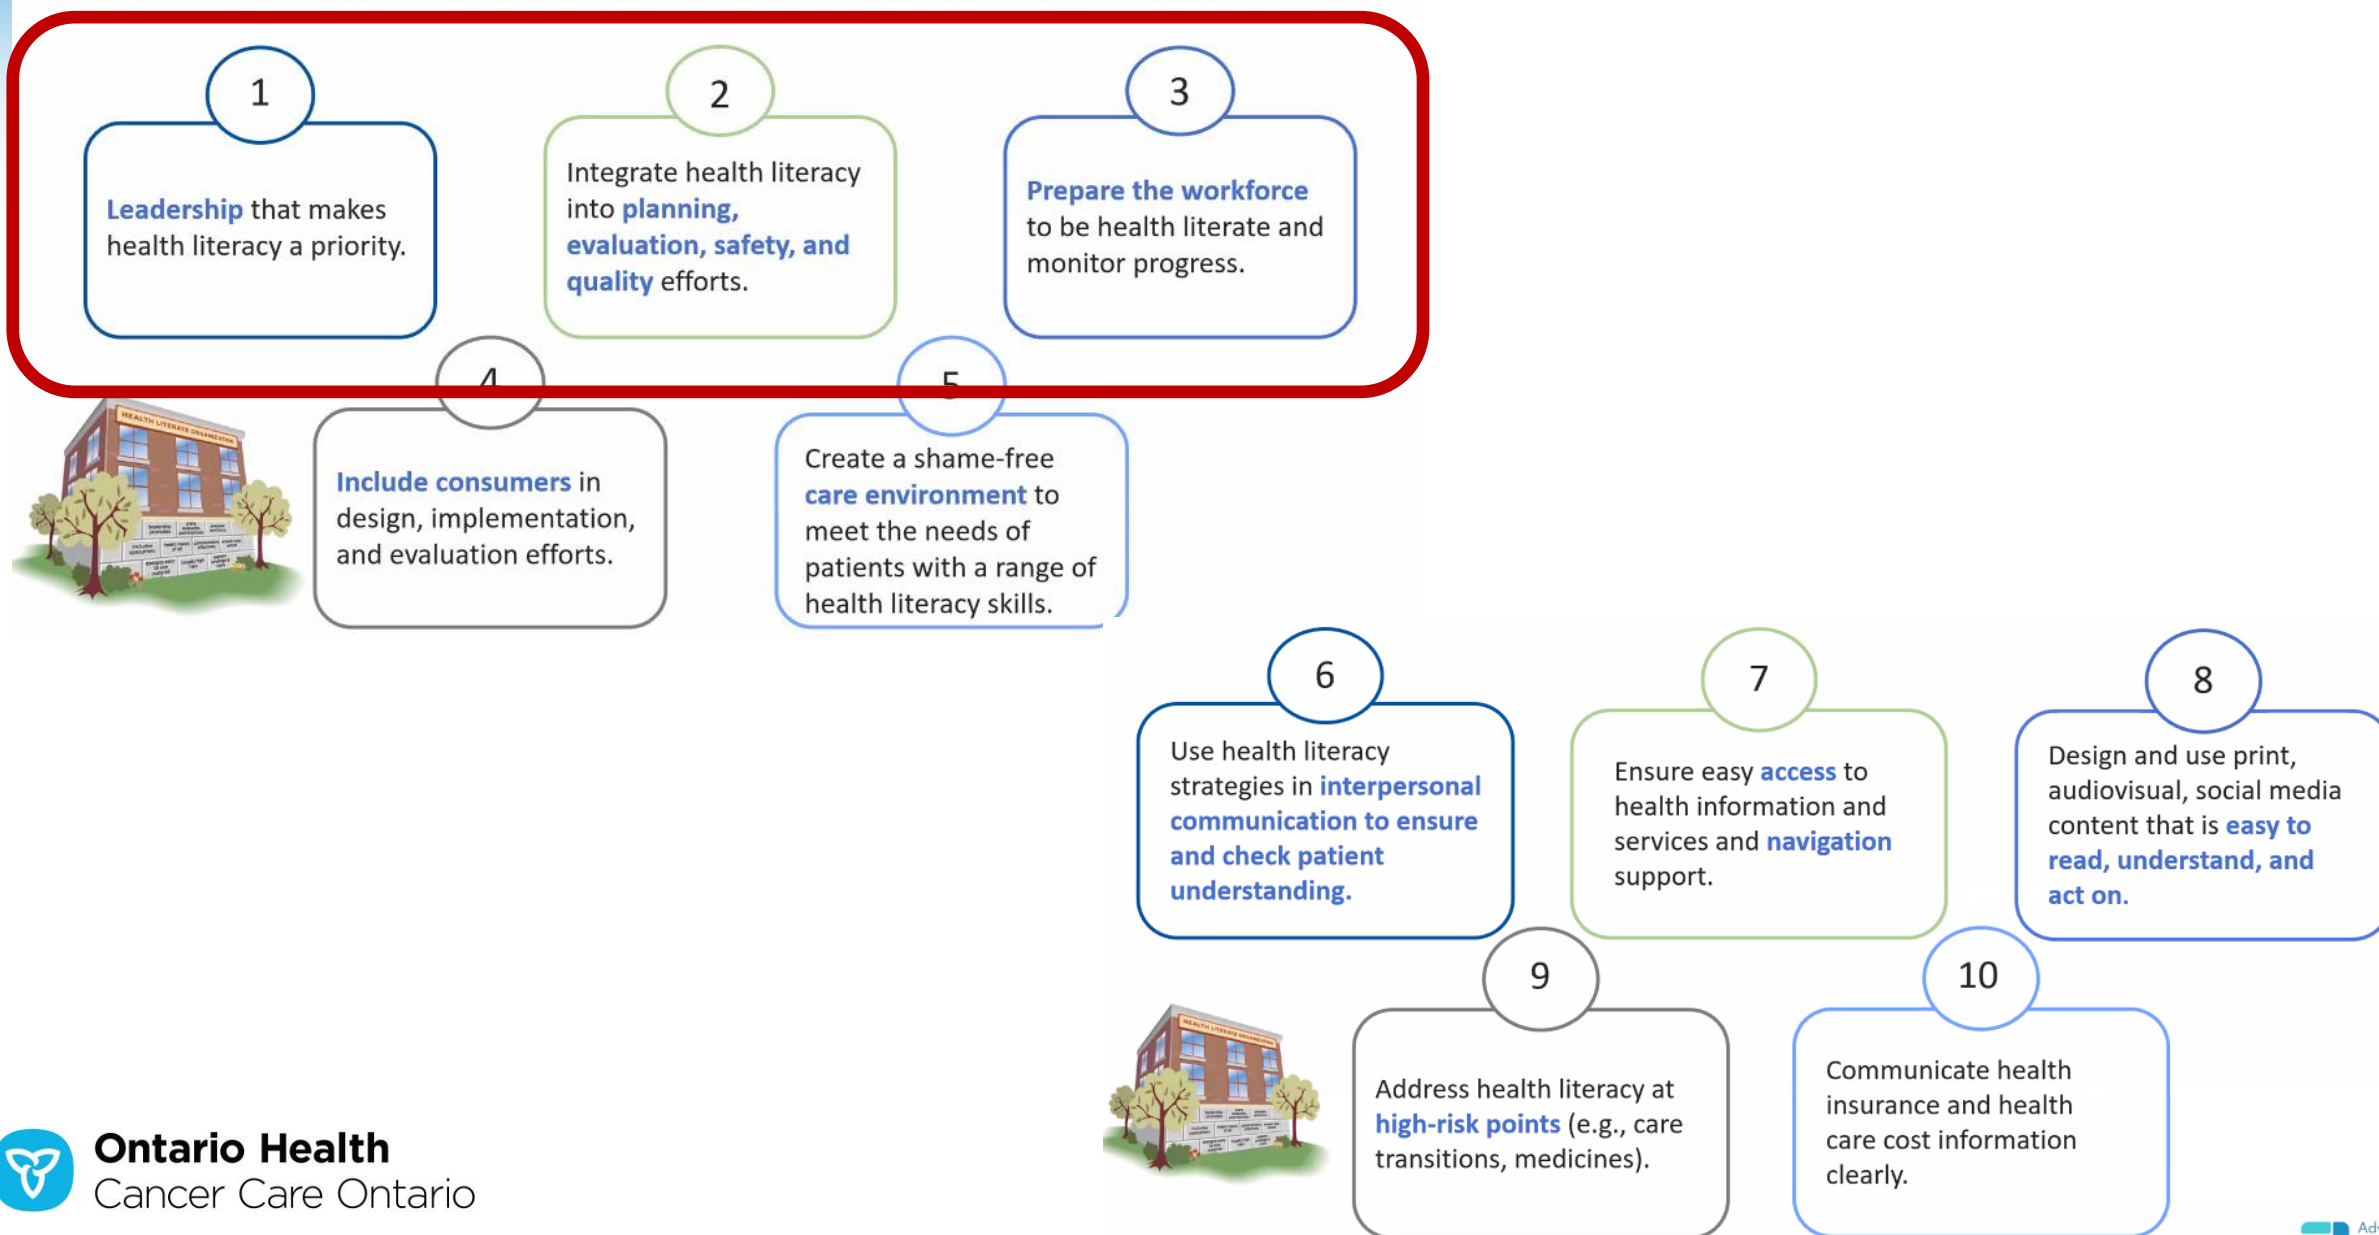 1
2
3
Leadership that makes
health literacy a priority.
Integrate health literacy
into planning,
evaluation, safety, and
quality efforts.
Prepare the workforce
to be health literate and
monitor progress.
4
5
HEALTH LITERATE ORGANIZATION
Include consumers in
design, implementation,
and evaluation efforts.
Create a shame-free
care environment to
meet the needs of
patients with a range of
health literacy skills.
6
7
8
Use health literacy
strategies in interpersonal
communication to ensure
and check patient
understanding.
Ensure easy access to
health information and
services and navigation
support.
Design and use print,
audiovisual, social media
content that is easy to
read, understand, and
act on.
9
10
HEALTH LITERATE ORGANIZATION
Address health literacy at
high-risk points (e.g., care
transitions, medicines).
Communicate health
insurance and health
care cost information
clearly.
Ontario Health
Cancer Care Ontario